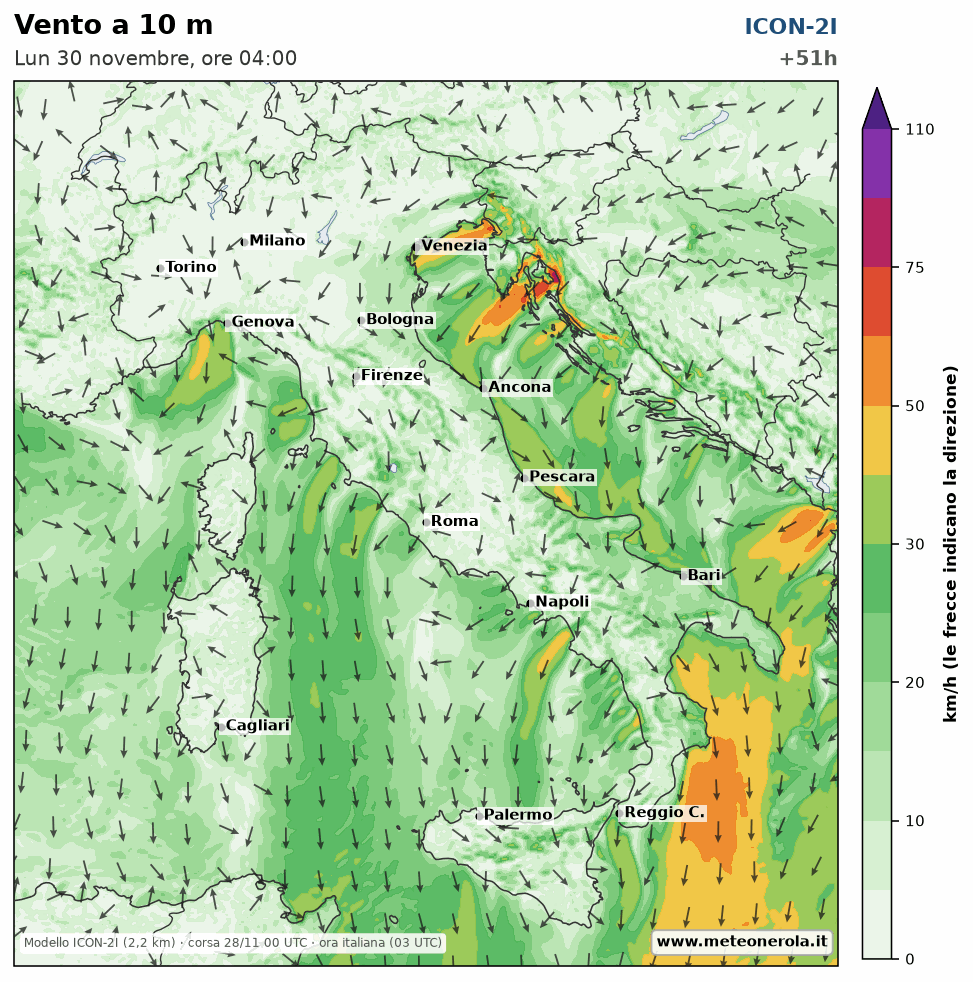 Vento a 10 m
ICON-2I
Lun 30 novembre, ore 04:00
+51h
110
75
50
30
20
10
0
km/h (le frecce indicano la direzione)
Milano
Venezia
Torino
Genova
Bologna
Firenze
Ancona
Pescara
Roma
Bari
Napoli
Cagliari
Palermo
Reggio C.
Modello ICON-2I (2,2 km) · corsa 28/11 00 UTC · ora italiana (03 UTC)
www.meteonerola.it